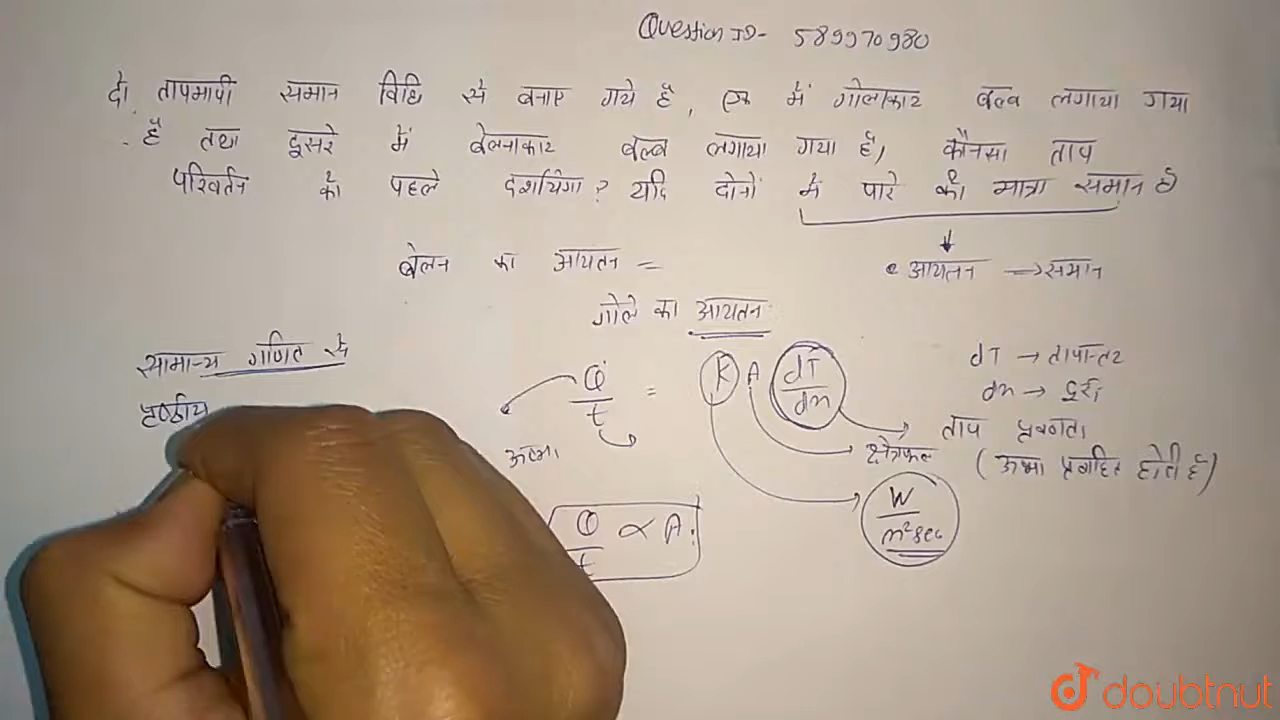 Question ID- 589970980
दो तापमापी समान विधि से बनाए गये हैं, एक में गोलाकार बल्ब लगाया गया
है तथा दूसरे में बेलनाकार बल्ब लगाया गया है, कौनसा ताप
परिवर्तन को पहले दर्शायेगा? यदि दोनों में पारे की मात्रा समान हो
बेलन का आयतन =
आयतन → समान
गोले का आयतन
सामान्य गणित से
पृष्ठीय
Q/t = K A dT/dn
dT → तापान्तर
dn → दूरी
ताप प्रवणता
(ऊष्मा प्रवाहित होती है)
क्षेत्रफल
ऊष्मा
W/m²sec
Q/t ∝ A
doubtnut